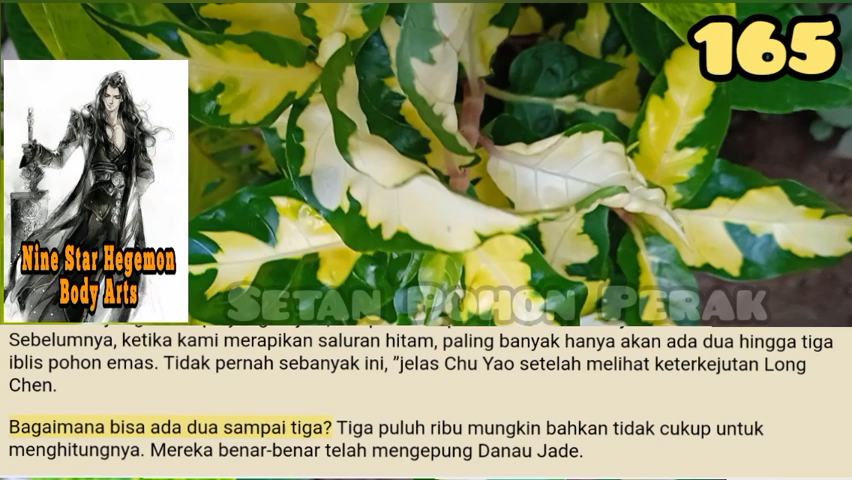 165
Nine Star Hegemon
Body Arts
SETAN POHON PERAK
Sebelumnya, ketika kami merapikan saluran hitam, paling banyak hanya akan ada dua hingga tiga
iblis pohon emas. Tidak pernah sebanyak ini, ”jelas Chu Yao setelah melihat keterkejutan Long
Chen.
Bagaimana bisa ada dua sampai tiga? Tiga puluh ribu mungkin bahkan tidak cukup untuk
menghitungnya. Mereka benar-benar telah mengepung Danau Jade.